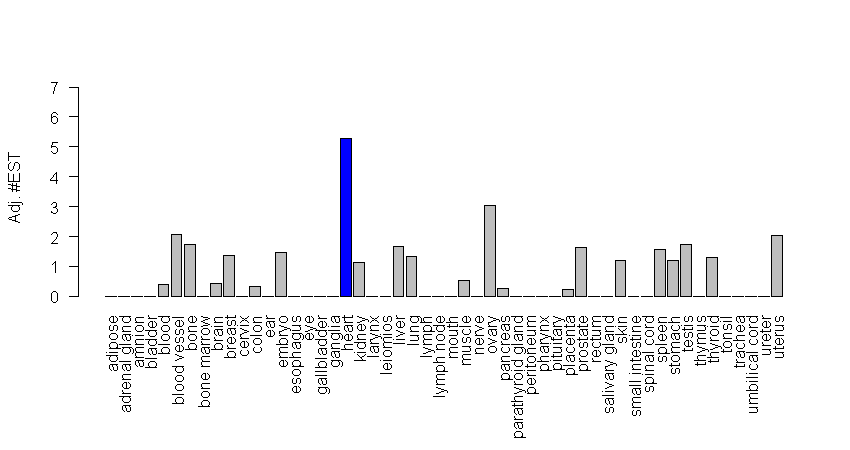 Adj. #EST
7
6
5
4
3
2
1
0
adipose
adrenal gland
amnion
bladder
blood
blood vessel
bone
bone marrow
brain
breast
cervix
colon
ear
embryo
esophagus
eye
gallbladder
ganglia
heart
kidney
larynx
leiomios
liver
lung
lymph
lymph node
mouth
muscle
nerve
ovary
pancreas
parathyroid gland
peritoneum
pharynx
pituitary
placenta
prostate
rectum
salivary gland
skin
small intestine
spinal cord
spleen
stomach
testis
thymus
thyroid
tonsil
trachea
umbilical cord
ureter
uterus